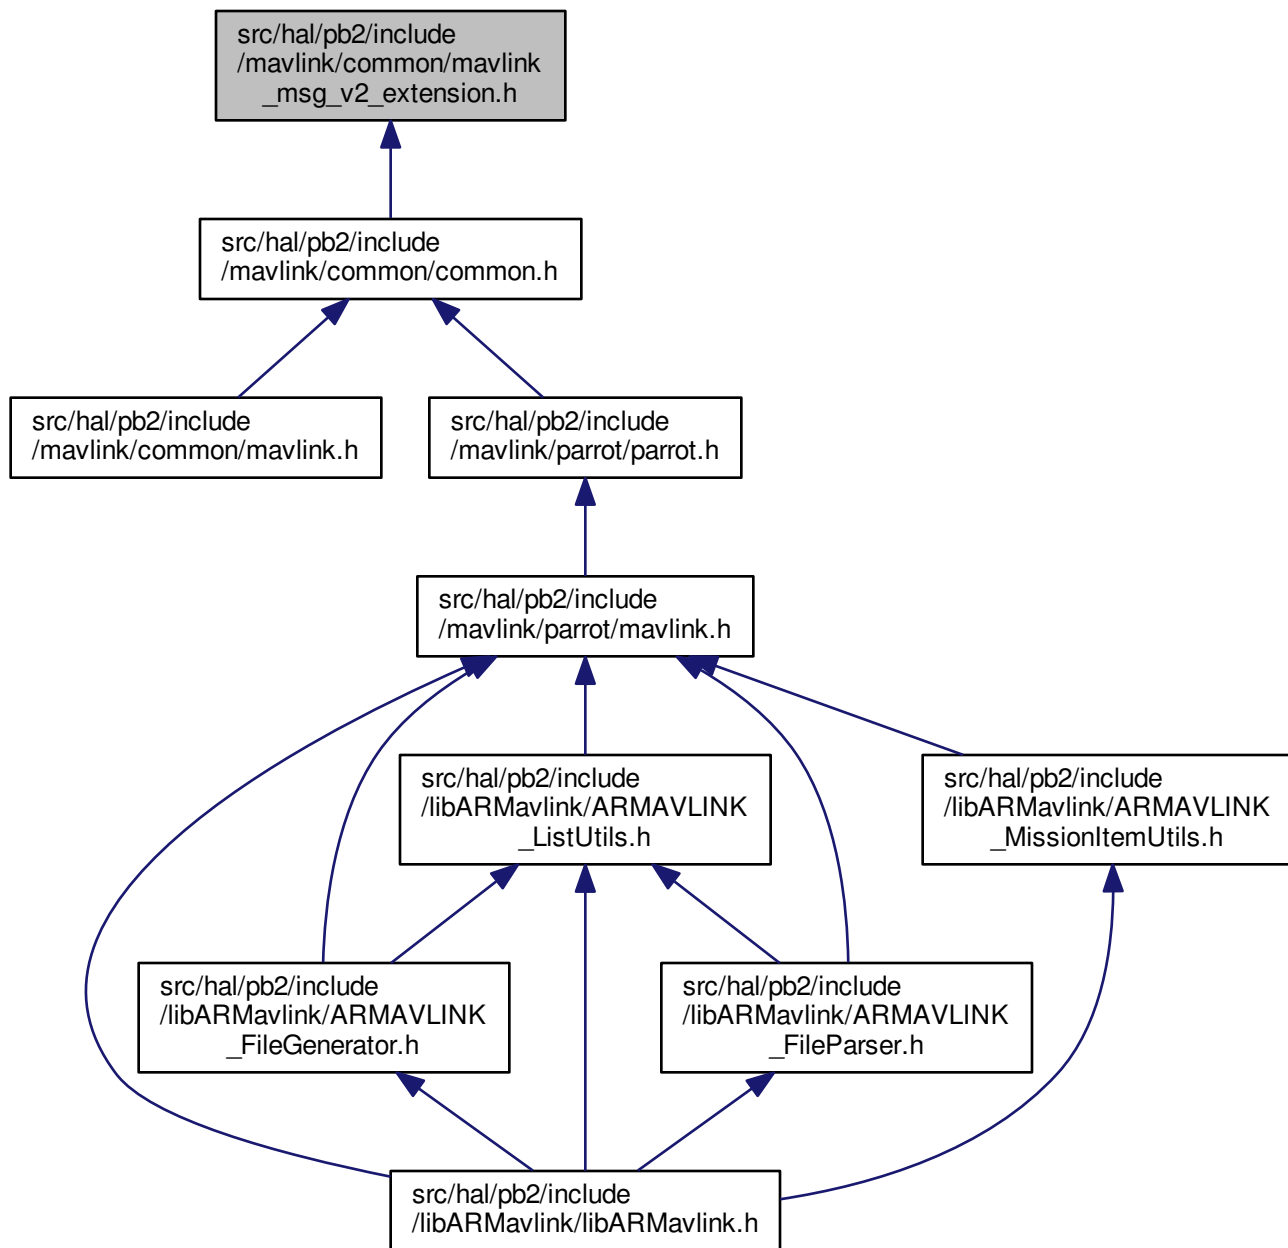 src/hal/pb2/include
/mavlink/common/mavlink
_msg_v2_extension.h
src/hal/pb2/include
/mavlink/common/common.h
src/hal/pb2/include
/mavlink/common/mavlink.h
src/hal/pb2/include
/mavlink/parrot/parrot.h
src/hal/pb2/include
/mavlink/parrot/mavlink.h
src/hal/pb2/include
/libARMavlink/ARMAVLINK
_ListUtils.h
src/hal/pb2/include
/libARMavlink/ARMAVLINK
_MissionItemUtils.h
src/hal/pb2/include
/libARMavlink/ARMAVLINK
_FileGenerator.h
src/hal/pb2/include
/libARMavlink/ARMAVLINK
_FileParser.h
src/hal/pb2/include
/libARMavlink/libARMavlink.h